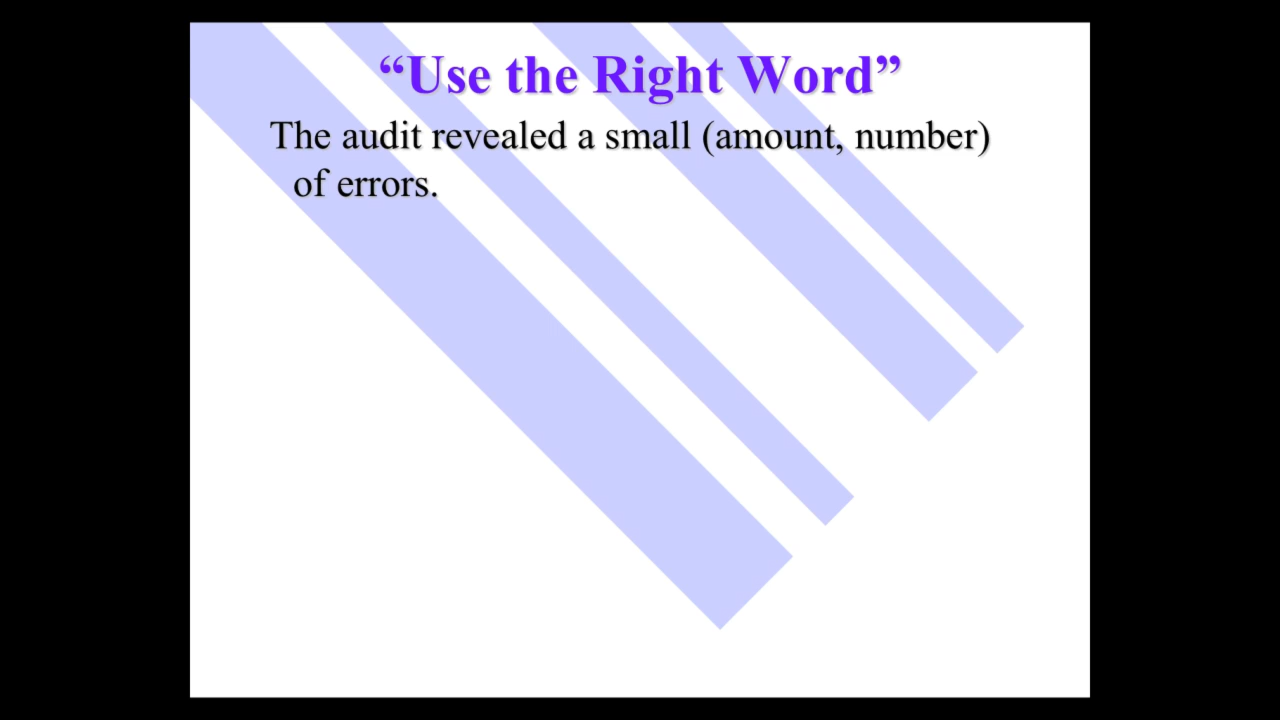 “Use the Right Word”
The audit revealed a small (amount, number)
of errors.